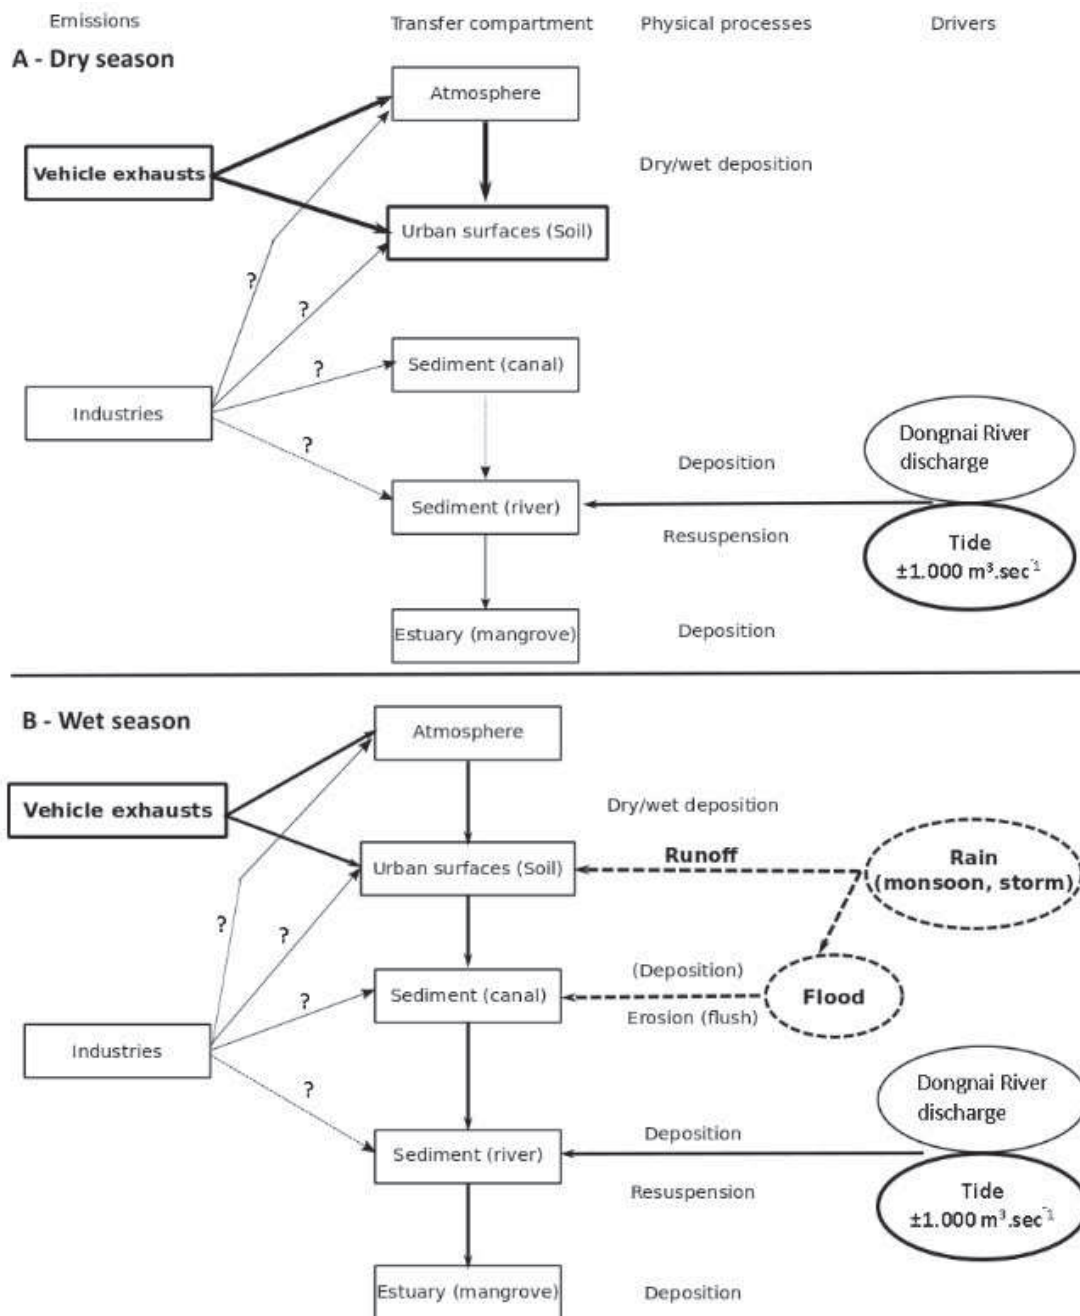 Emissions Transfer compartment Physical processes Drivers
A - Dry season
Atmosphere
Vehicle exhausts
Dry/wet deposition
Urban surfaces (Soil)
?
?
?
Sediment (canal)
Industries
?
Dongnai River
discharge
Deposition
Sediment (river)
Resuspension
Tide
±1.000 m³.sec⁻¹
Estuary (mangrove)
Deposition
B - Wet season
Atmosphere
Vehicle exhausts
Dry/wet deposition
Urban surfaces (Soil)
Runoff
Rain
(monsoon, storm)
?
?
(Deposition)
Sediment (canal)
?
Flood
Erosion (flush)
Industries
?
Dongnai River
discharge
Deposition
Sediment (river)
Resuspension
Tide
±1.000 m³.sec⁻¹
Estuary (mangrove)
Deposition